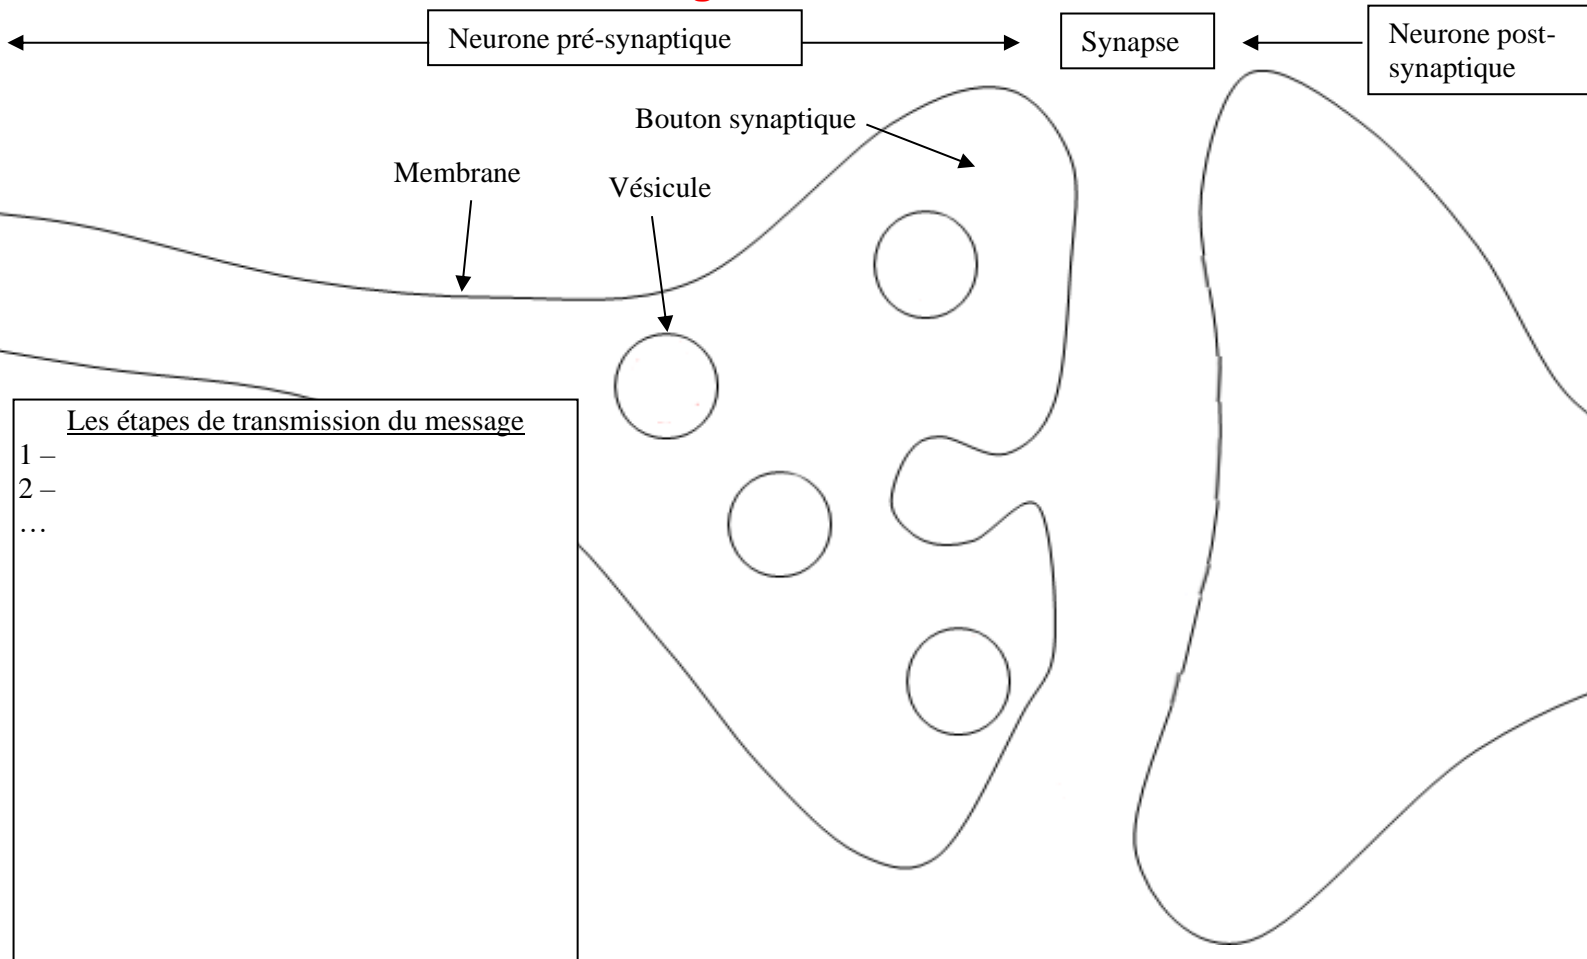 Neurone pré-synaptique
Synapse
Neurone post-
synaptique
Bouton synaptique
Membrane
Vésicule
Les étapes de transmission du message
1 –
2 –
…